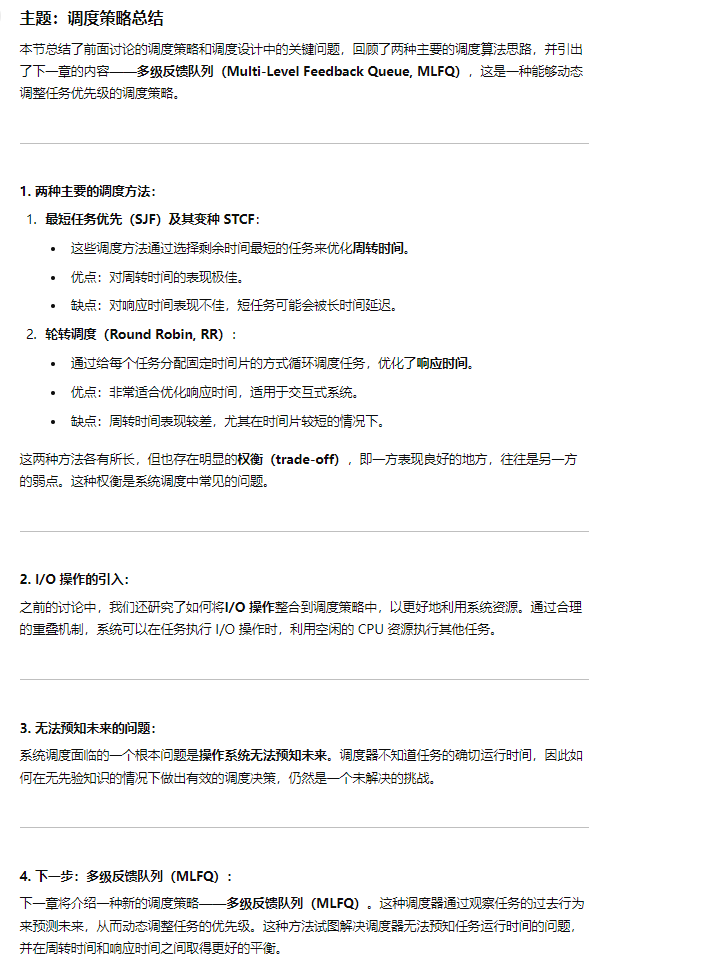 主题：调度策略总结
本节总结了前面讨论的调度策略和调度设计中的关键问题，回顾了两种主要的调度算法思路，并引出
了下一章的内容——多级反馈队列（Multi-Level Feedback Queue, MLFQ），这是一种能够动态
调整任务优先级的调度策略。
1. 两种主要的调度方法：
1. 最短任务优先（SJF）及其变种 STCF：
• 这些调度方法通过选择剩余时间最短的任务来优化周转时间。
• 优点：对周转时间的表现极佳。
• 缺点：对响应时间表现不佳，短任务可能会被长时间延迟。
2. 轮转调度（Round Robin, RR）：
• 通过给每个任务分配固定时间片的方式循环调度任务，优化了响应时间。
• 优点：非常适合优化响应时间，适用于交互式系统。
• 缺点：周转时间表现较差，尤其在时间片较短的情况下。
这两种方法各有所长，但也存在明显的权衡（trade-off），即一方表现良好的地方，往往是另一方
的弱点。这种权衡是系统调度中常见的问题。
2. I/O 操作的引入：
之前的讨论中，我们还研究了如何将I/O 操作整合到调度策略中，以更好地利用系统资源。通过合理
的重叠机制，系统可以在任务执行 I/O 操作时，利用空闲的 CPU 资源执行其他任务。
3. 无法预知未来的问题：
系统调度面临的一个根本问题是操作系统无法预知未来。调度器不知道任务的确切运行时间，因此如
何在无先验知识的情况下做出有效的调度决策，仍然是一个未解决的挑战。
4. 下一步：多级反馈队列（MLFQ）：
下一章将介绍一种新的调度策略——多级反馈队列（MLFQ）。这种调度器通过观察任务的过去行为
来预测未来，从而动态调整任务的优先级。这种方法试图解决调度器无法预知任务运行时间的问题，
并在周转时间和响应时间之间取得更好的平衡。